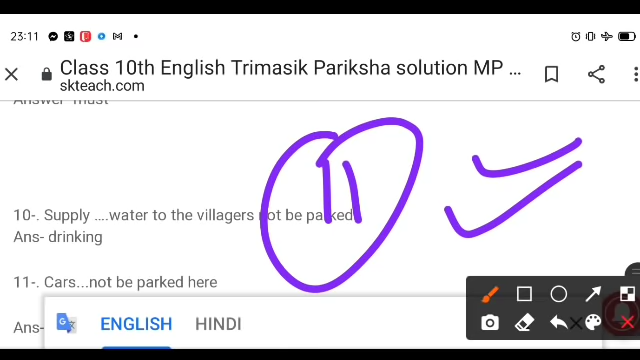 23:11
Class 10th English Trimasik Pariksha solution MP ...
skteach.com
Answer must
11
10-. Supply ....water to the villagers not be parked
Ans- drinking
11-. Cars...not be parked here
Ans-
ENGLISH HINDI